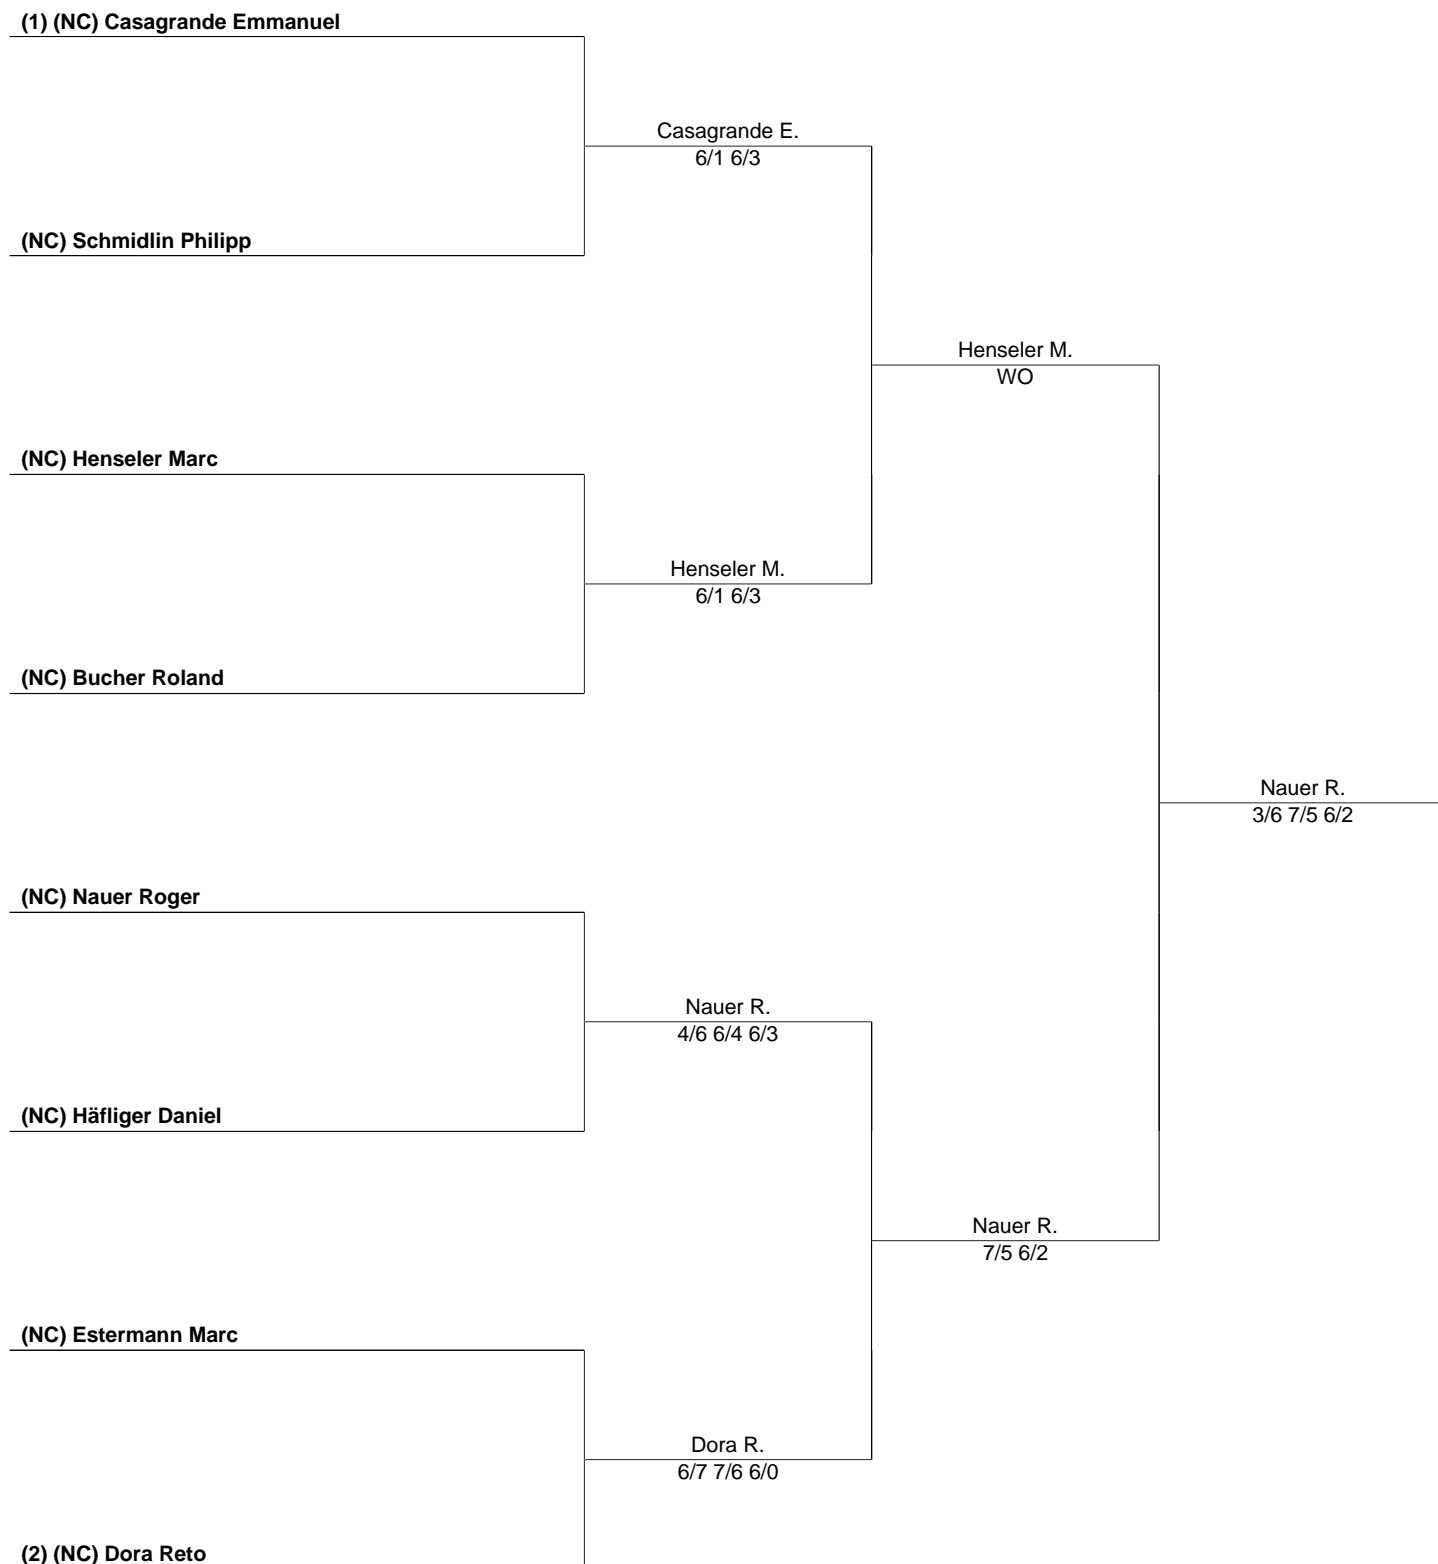 (1) (NC) Casagrande Emmanuel
Casagrande E.
6/1 6/3
(NC) Schmidlin Philipp
Henseler M.
WO
(NC) Henseler Marc
Henseler M.
6/1 6/3
(NC) Bucher Roland
Nauer R.
3/6 7/5 6/2
(NC) Nauer Roger
Nauer R.
4/6 6/4 6/3
(NC) Häfliger Daniel
Nauer R.
7/5 6/2
(NC) Estermann Marc
Dora R.
6/7 7/6 6/0
(2) (NC) Dora Reto